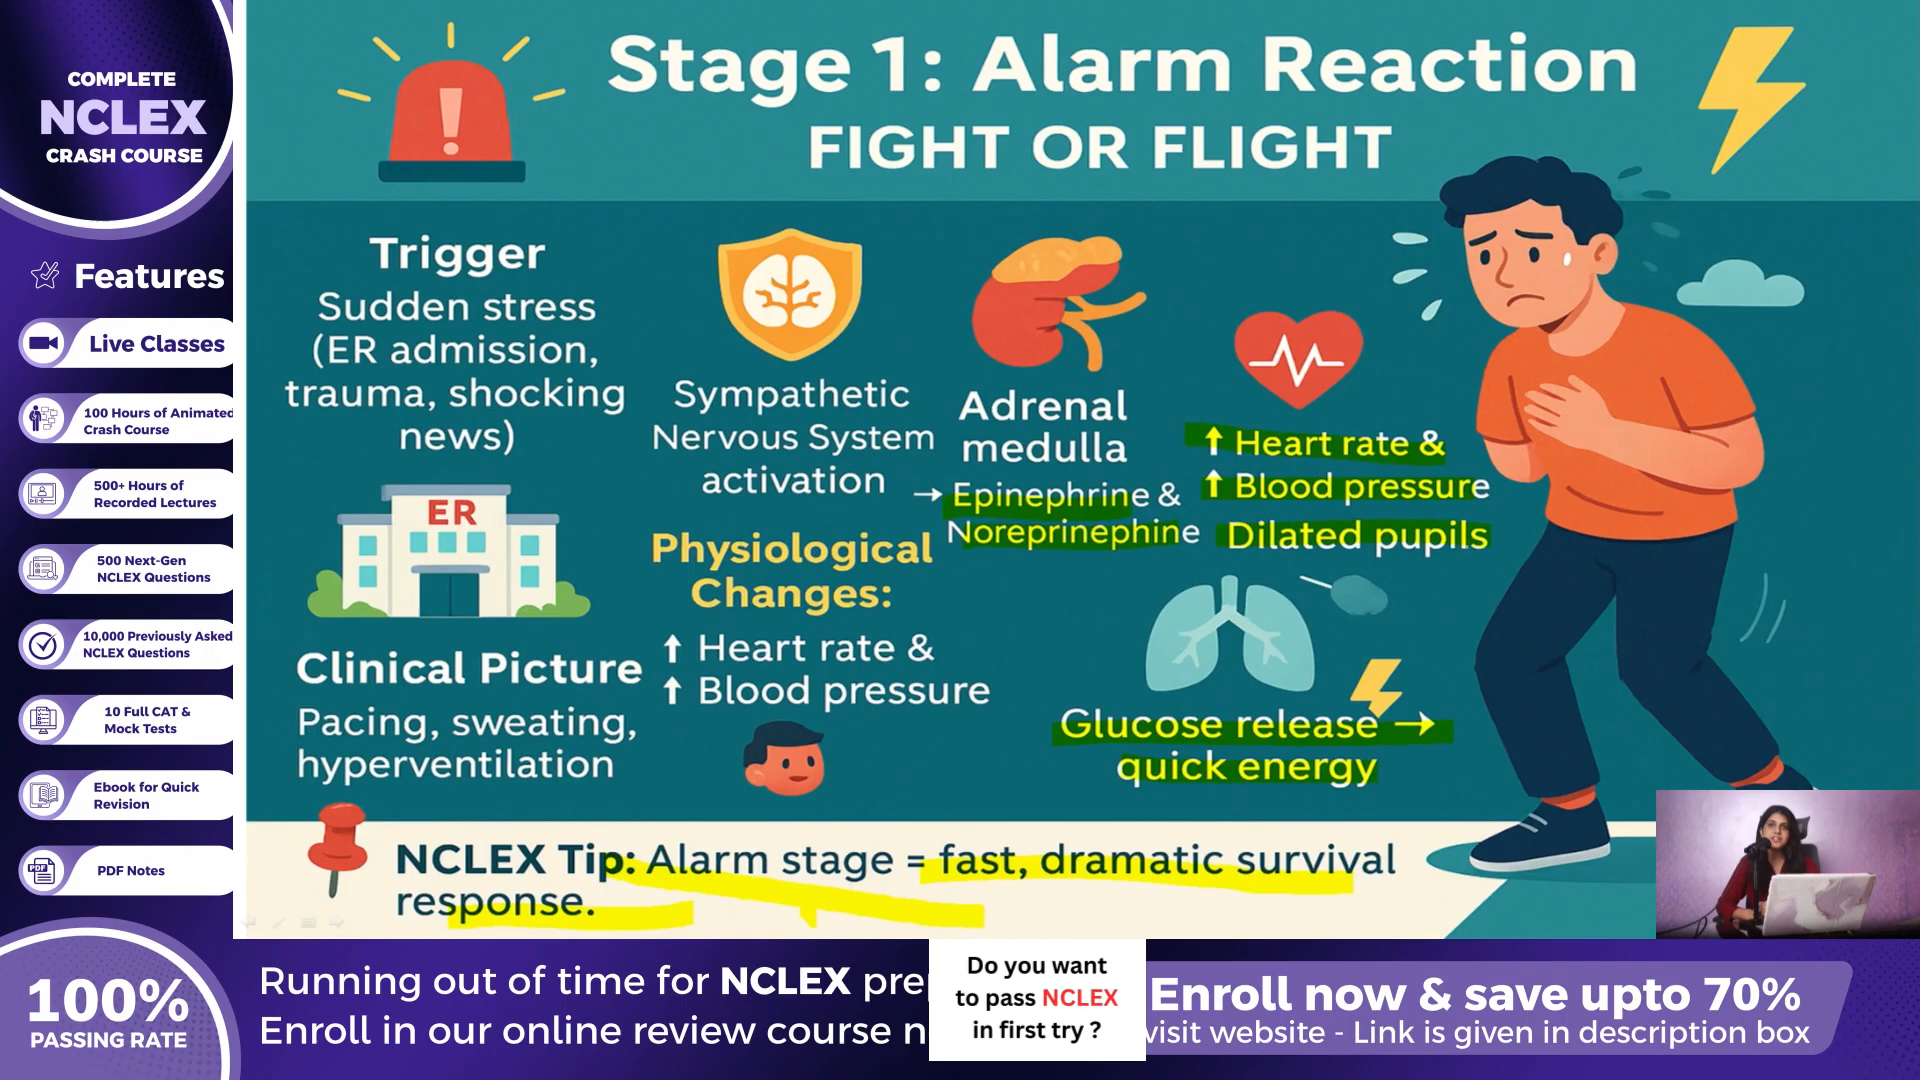 COMPLETE
NCLEX
CRASH COURSE
Features
Live Classes
100 Hours of Animated
Crash Course
500+ Hours of
Recorded Lectures
500 Next-Gen
NCLEX Questions
10,000 Previously Asked
NCLEX Questions
10 Full CAT &
Mock Tests
Ebook for Quick
Revision
PDF
PDF Notes
100%
PASSING RATE
Stage 1: Alarm Reaction
FIGHT OR FLIGHT
Trigger
Sudden stress
(ER admission,
trauma, shocking
news)
ER
Clinical Picture
Pacing, sweating,
hyperventilation
Sympathetic
Nervous System
activation
Physiological
Changes:
↑ Heart rate &
↑ Blood pressure
Adrenal
medulla
→ Epinephrine &
Noreprinephine
↑ Heart rate &
↑ Blood pressure
Dilated pupils
Glucose release →
quick energy
NCLEX Tip: Alarm stage = fast, dramatic survival
response.
Running out of time for NCLEX pre
Enroll in our online review course n
Do you want
to pass NCLEX
in first try ?
Enroll now & save upto 70%
visit website - Link is given in description box